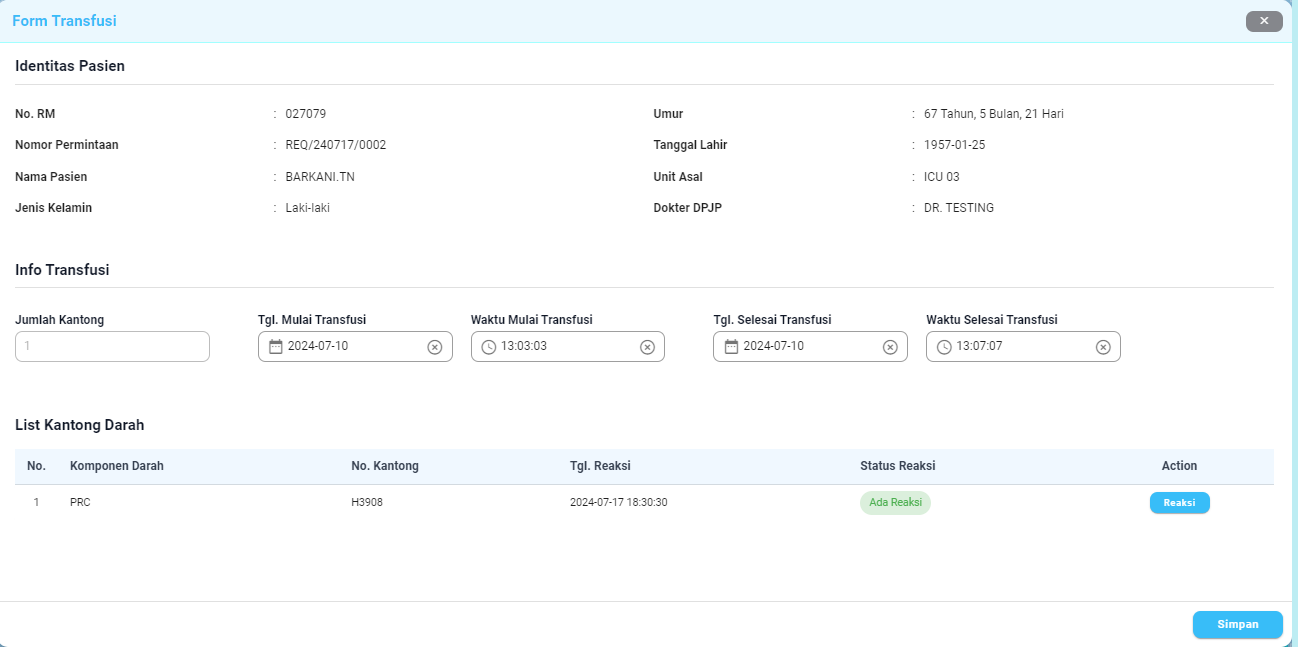 Form Transfusi
Identitas Pasien
No. RM : 027079 Umur : 67 Tahun, 5 Bulan, 21 Hari
Nomor Permintaan : REQ/240717/0002 Tanggal Lahir : 1957-01-25
Nama Pasien : BARKANI.TN Unit Asal : ICU 03
Jenis Kelamin : Laki-laki Dokter DPJP : DR. TESTING
Info Transfusi
Jumlah Kantong Tgl. Mulai Transfusi Waktu Mulai Transfusi Tgl. Selesai Transfusi Waktu Selesai Transfusi
1 2024-07-10 13:03:03 2024-07-10 13:07:07
List Kantong Darah
No. Komponen Darah No. Kantong Tgl. Reaksi Status Reaksi Action
1 PRC H3908 2024-07-17 18:30:30 Ada Reaksi Reaksi
Simpan